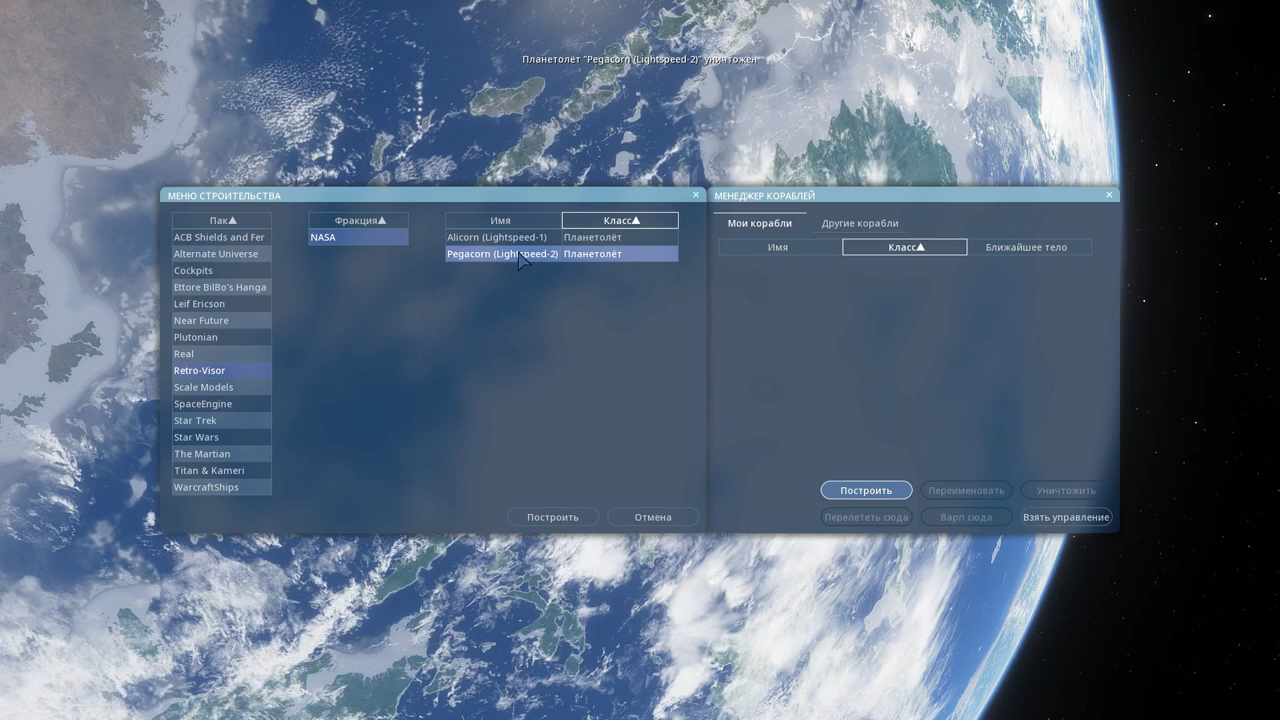 Планетолёт "Pegacorn (Lightspeed-2)" уничтожен
МЕНЮ СТРОИТЕЛЬСТВА
Пак▲
ACB Shields and Fer
Alternate Universe
Cockpits
Ettore BilBo's Hanga
Leif Ericson
Near Future
Plutonian
Real
Retro-Visor
Scale Models
SpaceEngine
Star Trek
Star Wars
The Martian
Titan & Kameri
WarcraftShips
Фракция▲
NASA
Имя Класс▲
Alicorn (Lightspeed-1) Планетолёт
Pegacorn (Lightspeed-2) Планетолёт
Построить Отмена
МЕНЕДЖЕР КОРАБЛЕЙ
Мои корабли Другие корабли
Имя Класс▲ Ближайшее тело
Построить Переименовать Уничтожить
Перелететь сюда Варп сюда Взять управление